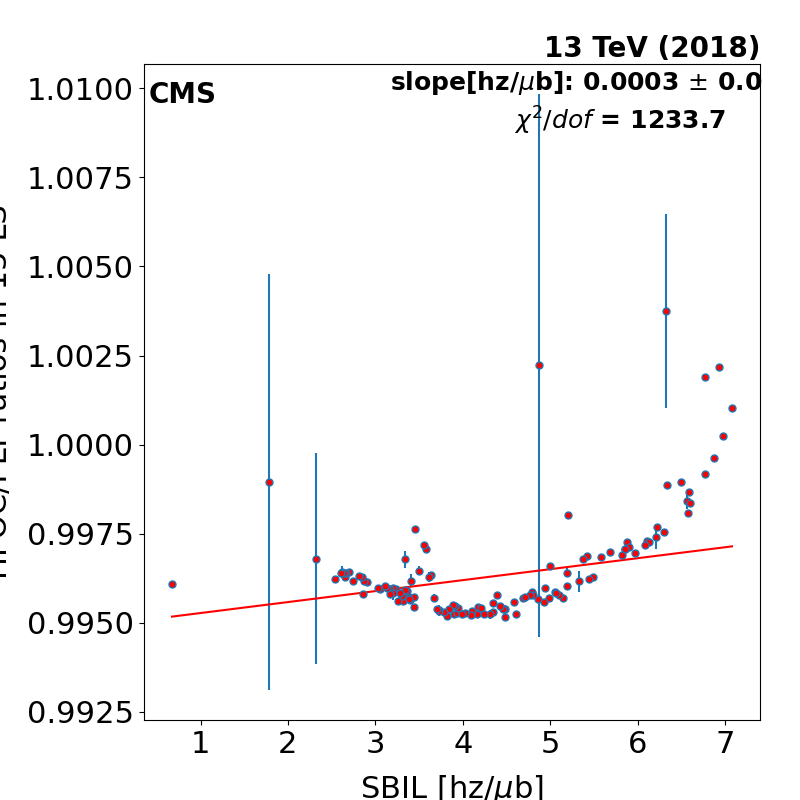 13 TeV (2018)
CMS
slope[hz/μb]: 0.0003 ± 0.0
χ²/dof = 1233.7
1.0100
1.0075
1.0050
1.0025
1.0000
0.9975
0.9950
0.9925
1 2 3 4 5 6 7
SBIL [hz/μb]